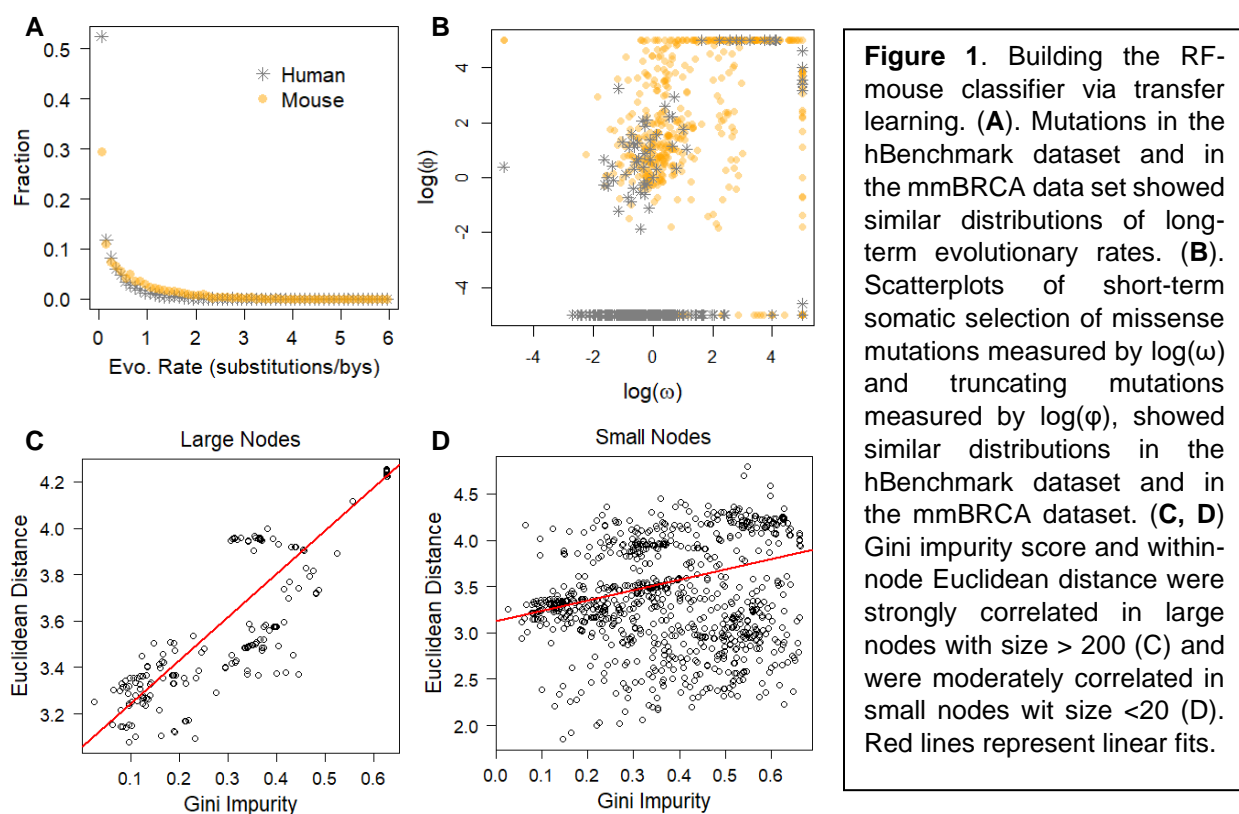 A
0.5
0.4
0.3
0.2
0.1
0.0
Fraction
Human
Mouse
0 1 2 3 4 5 6
Evo. Rate (substitutions/bys)
B
4
2
0
-2
-4
log(ϕ)
-4 -2 0 2 4
log(ω)
C
Large Nodes
4.2
4.0
3.8
3.6
3.4
3.2
Euclidean Distance
0.1 0.2 0.3 0.4 0.5 0.6
Gini Impurity
D
Small Nodes
4.5
4.0
3.5
3.0
2.5
2.0
Euclidean Distance
0.0 0.1 0.2 0.3 0.4 0.5 0.6
Gini Impurity
Figure 1. Building the RF-
mouse classifier via transfer
learning. (A). Mutations in the
hBenchmark dataset and in
the mmBRCA data set showed
similar distributions of long-
term evolutionary rates. (B).
Scatterplots of short-term
somatic selection of missense
mutations measured by log(ω)
and truncating mutations
measured by log(φ), showed
similar distributions in the
hBenchmark dataset and in
the mmBRCA dataset. (C, D)
Gini impurity score and within-
node Euclidean distance were
strongly correlated in large
nodes with size > 200 (C) and
were moderately correlated in
small nodes wit size <20 (D).
Red lines represent linear fits.